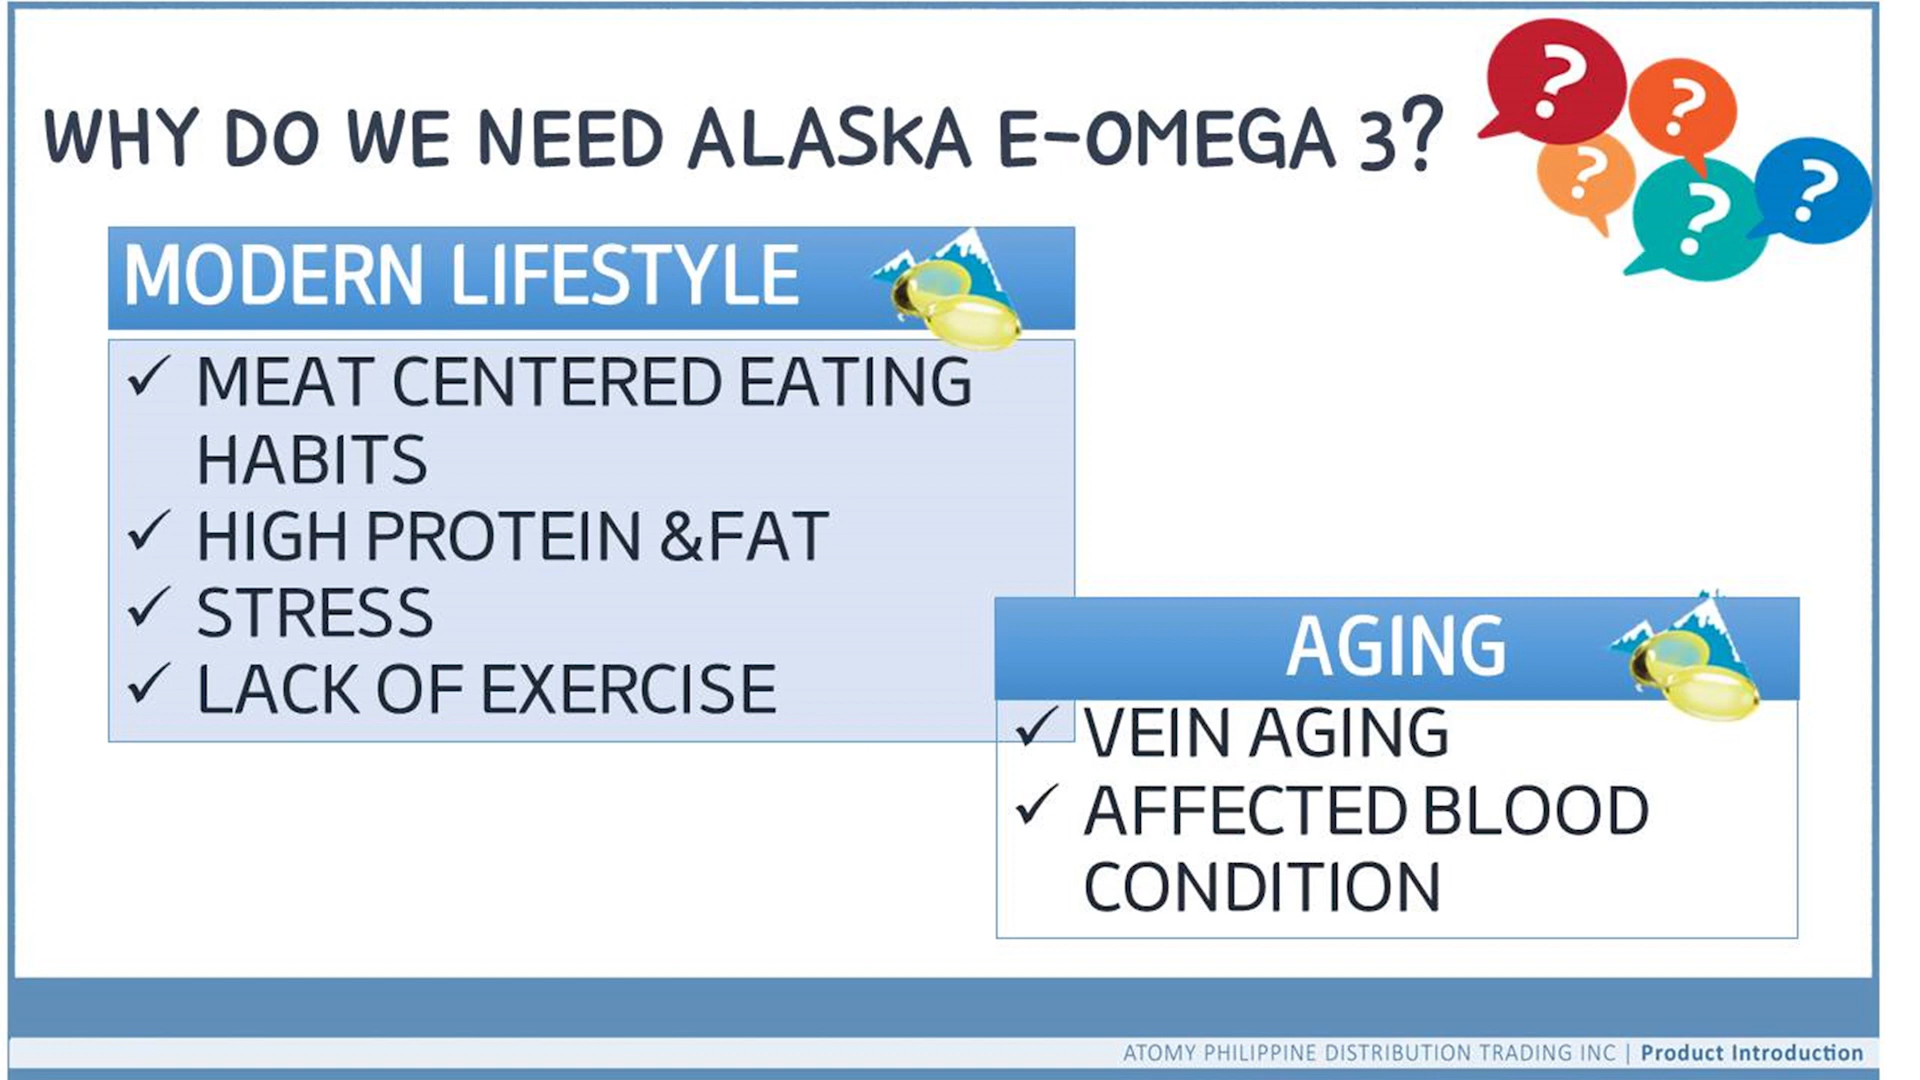 WHY DO WE NEED ALASKA E-OMEGA 3?
? ? ? ? ?
MODERN LIFESTYLE
✓ MEAT CENTERED EATING
HABITS
✓ HIGH PROTEIN &FAT
✓ STRESS
✓ LACK OF EXERCISE
AGING
✓ VEIN AGING
✓ AFFECTED BLOOD
CONDITION
ATOMY PHILIPPINE DISTRIBUTION TRADING INC | Product Introduction